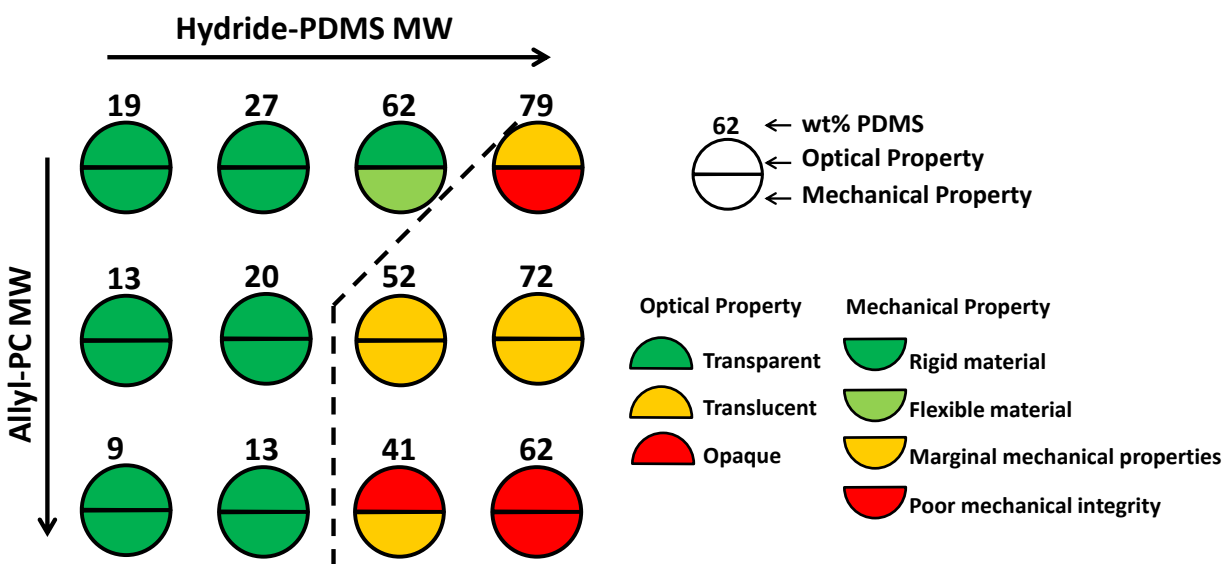 Hydride-PDMS MW
19 27 62 79
62 ← wt% PDMS
← Optical Property
← Mechanical Property
Allyl-PC MW
13 20 52 72
Optical Property Mechanical Property
Transparent Rigid material
Translucent Flexible material
9 13 41 62
Opaque Marginal mechanical properties
Poor mechanical integrity